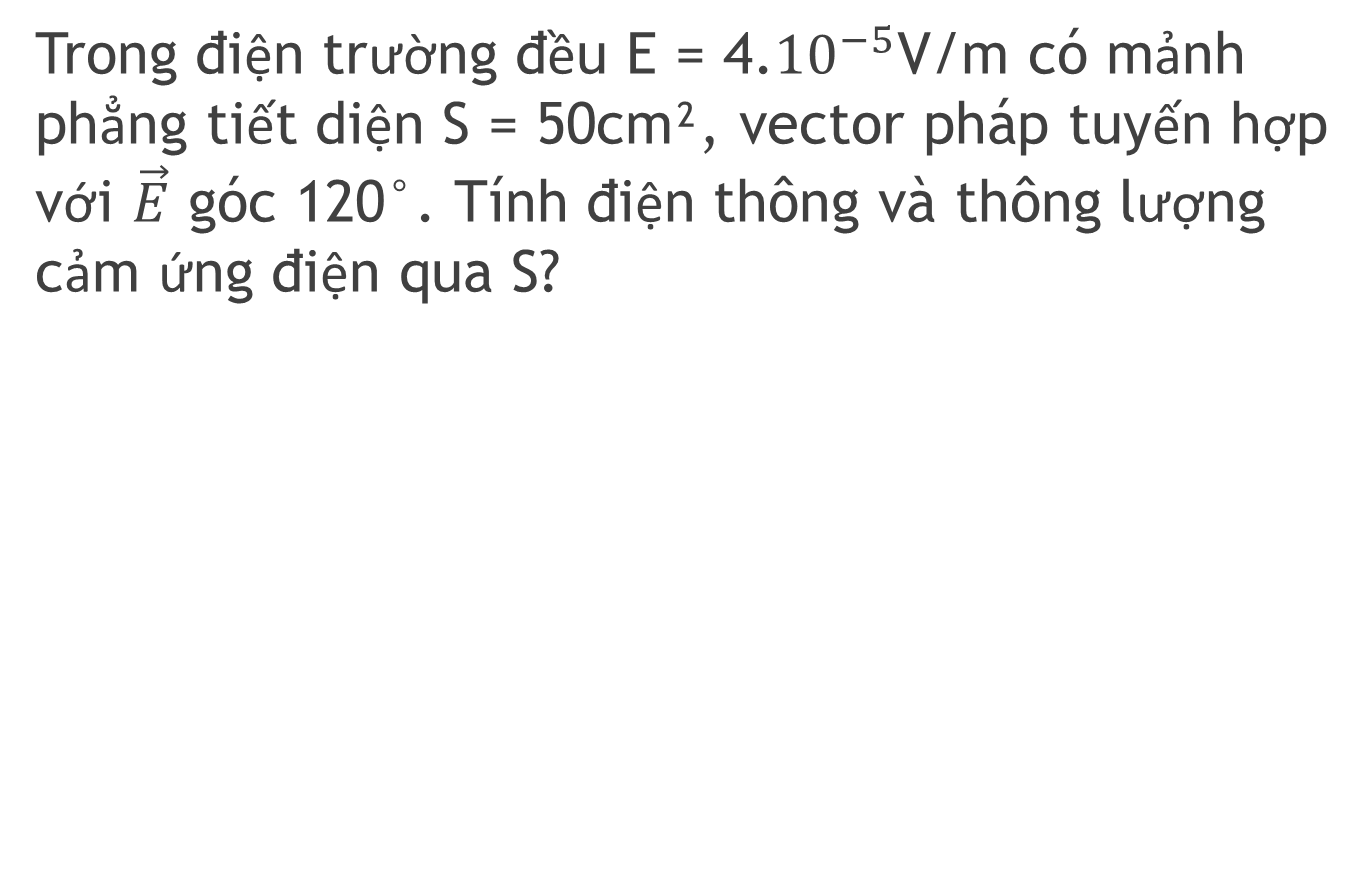 Trong điện trường đều E = 4.10⁻⁵V/m có mảnh
phẳng tiết diện S = 50cm², vector pháp tuyến hợp
với E⃗ góc 120°. Tính điện thông và thông lượng
cảm ứng điện qua S?